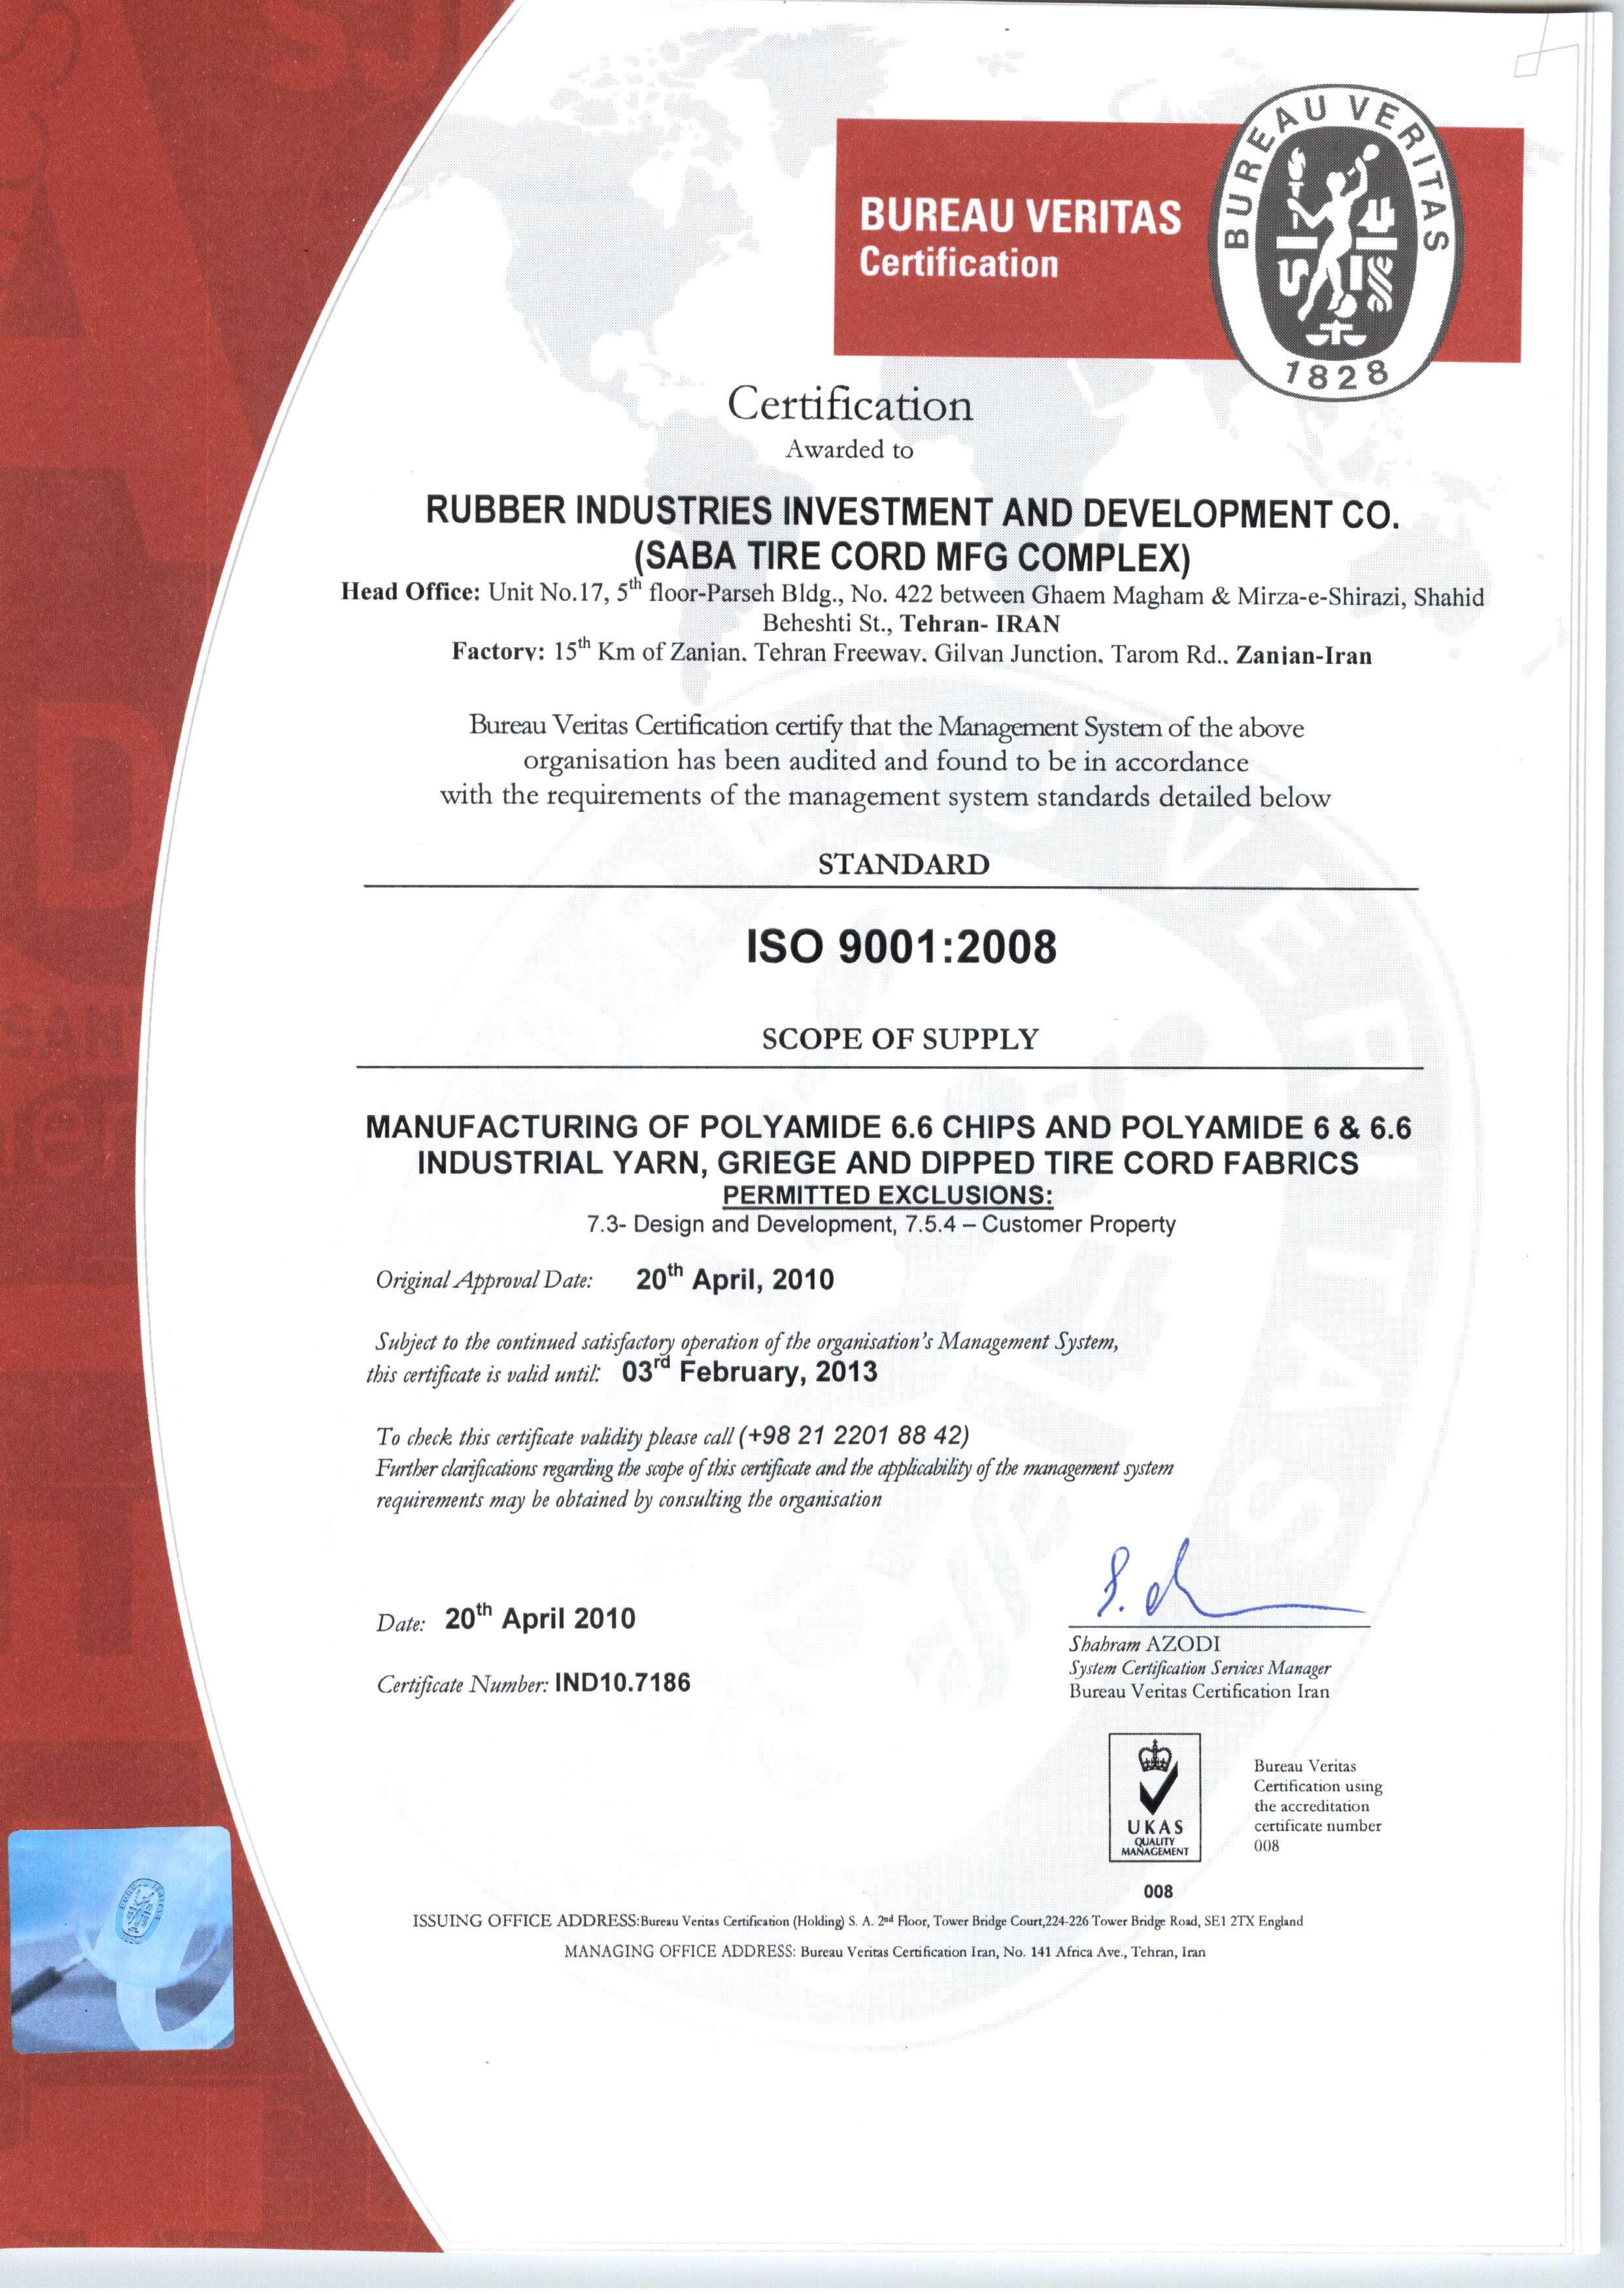 BUREAU VERITAS
Certification
BUREAU VERITAS
1828
Certification
Awarded to
RUBBER INDUSTRIES INVESTMENT AND DEVELOPMENT CO.
(SABA TIRE CORD MFG COMPLEX)
Head Office: Unit No.17, 5th floor-Parseh Bldg., No. 422 between Ghaem Magham & Mirza-e-Shirazi, Shahid
Beheshti St., Tehran- IRAN
Factory: 15th Km of Zanjan, Tehran Freeway, Gilvan Junction, Tarom Rd., Zanjan-Iran
Bureau Veritas Certification certify that the Management System of the above
organisation has been audited and found to be in accordance
with the requirements of the management system standards detailed below
STANDARD
ISO 9001:2008
SCOPE OF SUPPLY
MANUFACTURING OF POLYAMIDE 6.6 CHIPS AND POLYAMIDE 6 & 6.6
INDUSTRIAL YARN, GRIEGE AND DIPPED TIRE CORD FABRICS
PERMITTED EXCLUSIONS:
7.3- Design and Development, 7.5.4 – Customer Property
Original Approval Date: 20th April, 2010
Subject to the continued satisfactory operation of the organisation's Management System,
this certificate is valid until: 03rd February, 2013
To check this certificate validity please call (+98 21 2201 88 42)
Further clarifications regarding the scope of this certificate and the applicability of the management system
requirements may be obtained by consulting the organisation
Date: 20th April 2010
Certificate Number: IND10.7186
Shahram AZODI
System Certification Services Manager
Bureau Veritas Certification Iran
UKAS
QUALITY
MANAGEMENT
008
Bureau Veritas
Certification using
the accreditation
certificate number
008
ISSUING OFFICE ADDRESS:Bureau Veritas Certification (Holding) S. A. 2nd Floor, Tower Bridge Court,224-226 Tower Bridge Road, SE1 2TX England
MANAGING OFFICE ADDRESS: Bureau Veritas Certification Iran, No. 141 Africa Ave., Tehran, Iran